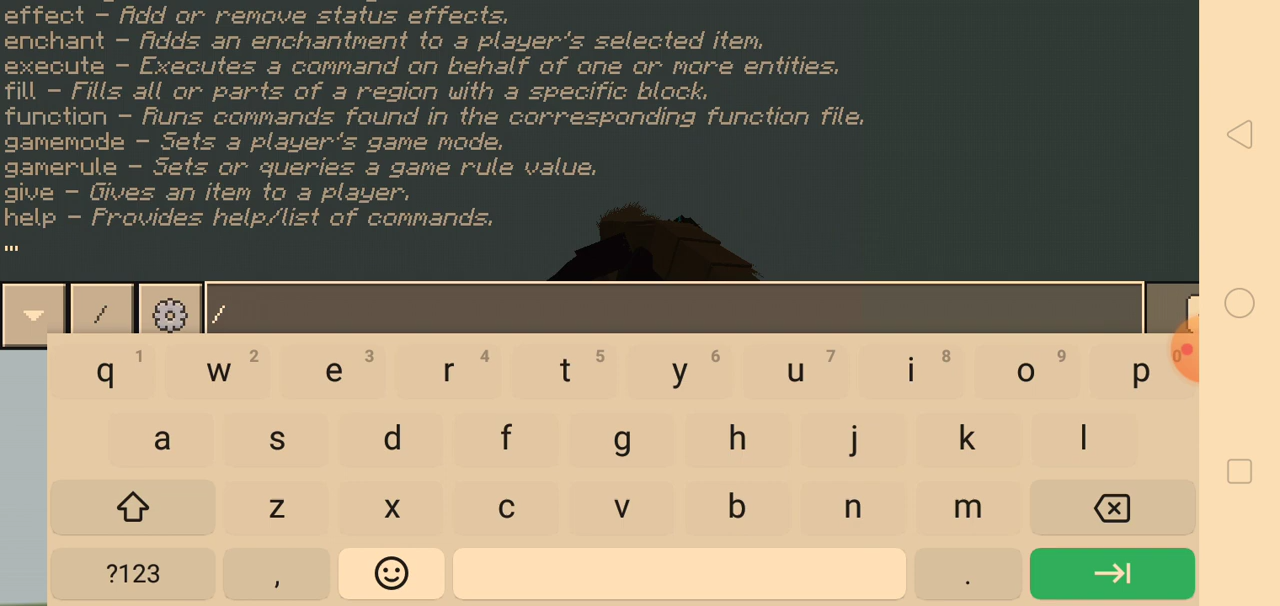 effect - Add or remove status effects.
enchant - Adds an enchantment to a player's selected item.
execute - Executes a command on behalf of one or more entities.
fill - Fills all or parts of a region with a specific block.
function - Runs commands found in the corresponding function file.
gamemode - Sets a player's game mode.
gamerule - Sets or queries a game rule value.
give - Gives an item to a player.
help - Provides help/list of commands.
...
/ /
q 1 w 2 e 3 r 4 t 5 y 6 u 7 i 8 o 9 p 0
a s d f g h j k l
z x c v b n m
?123 , .